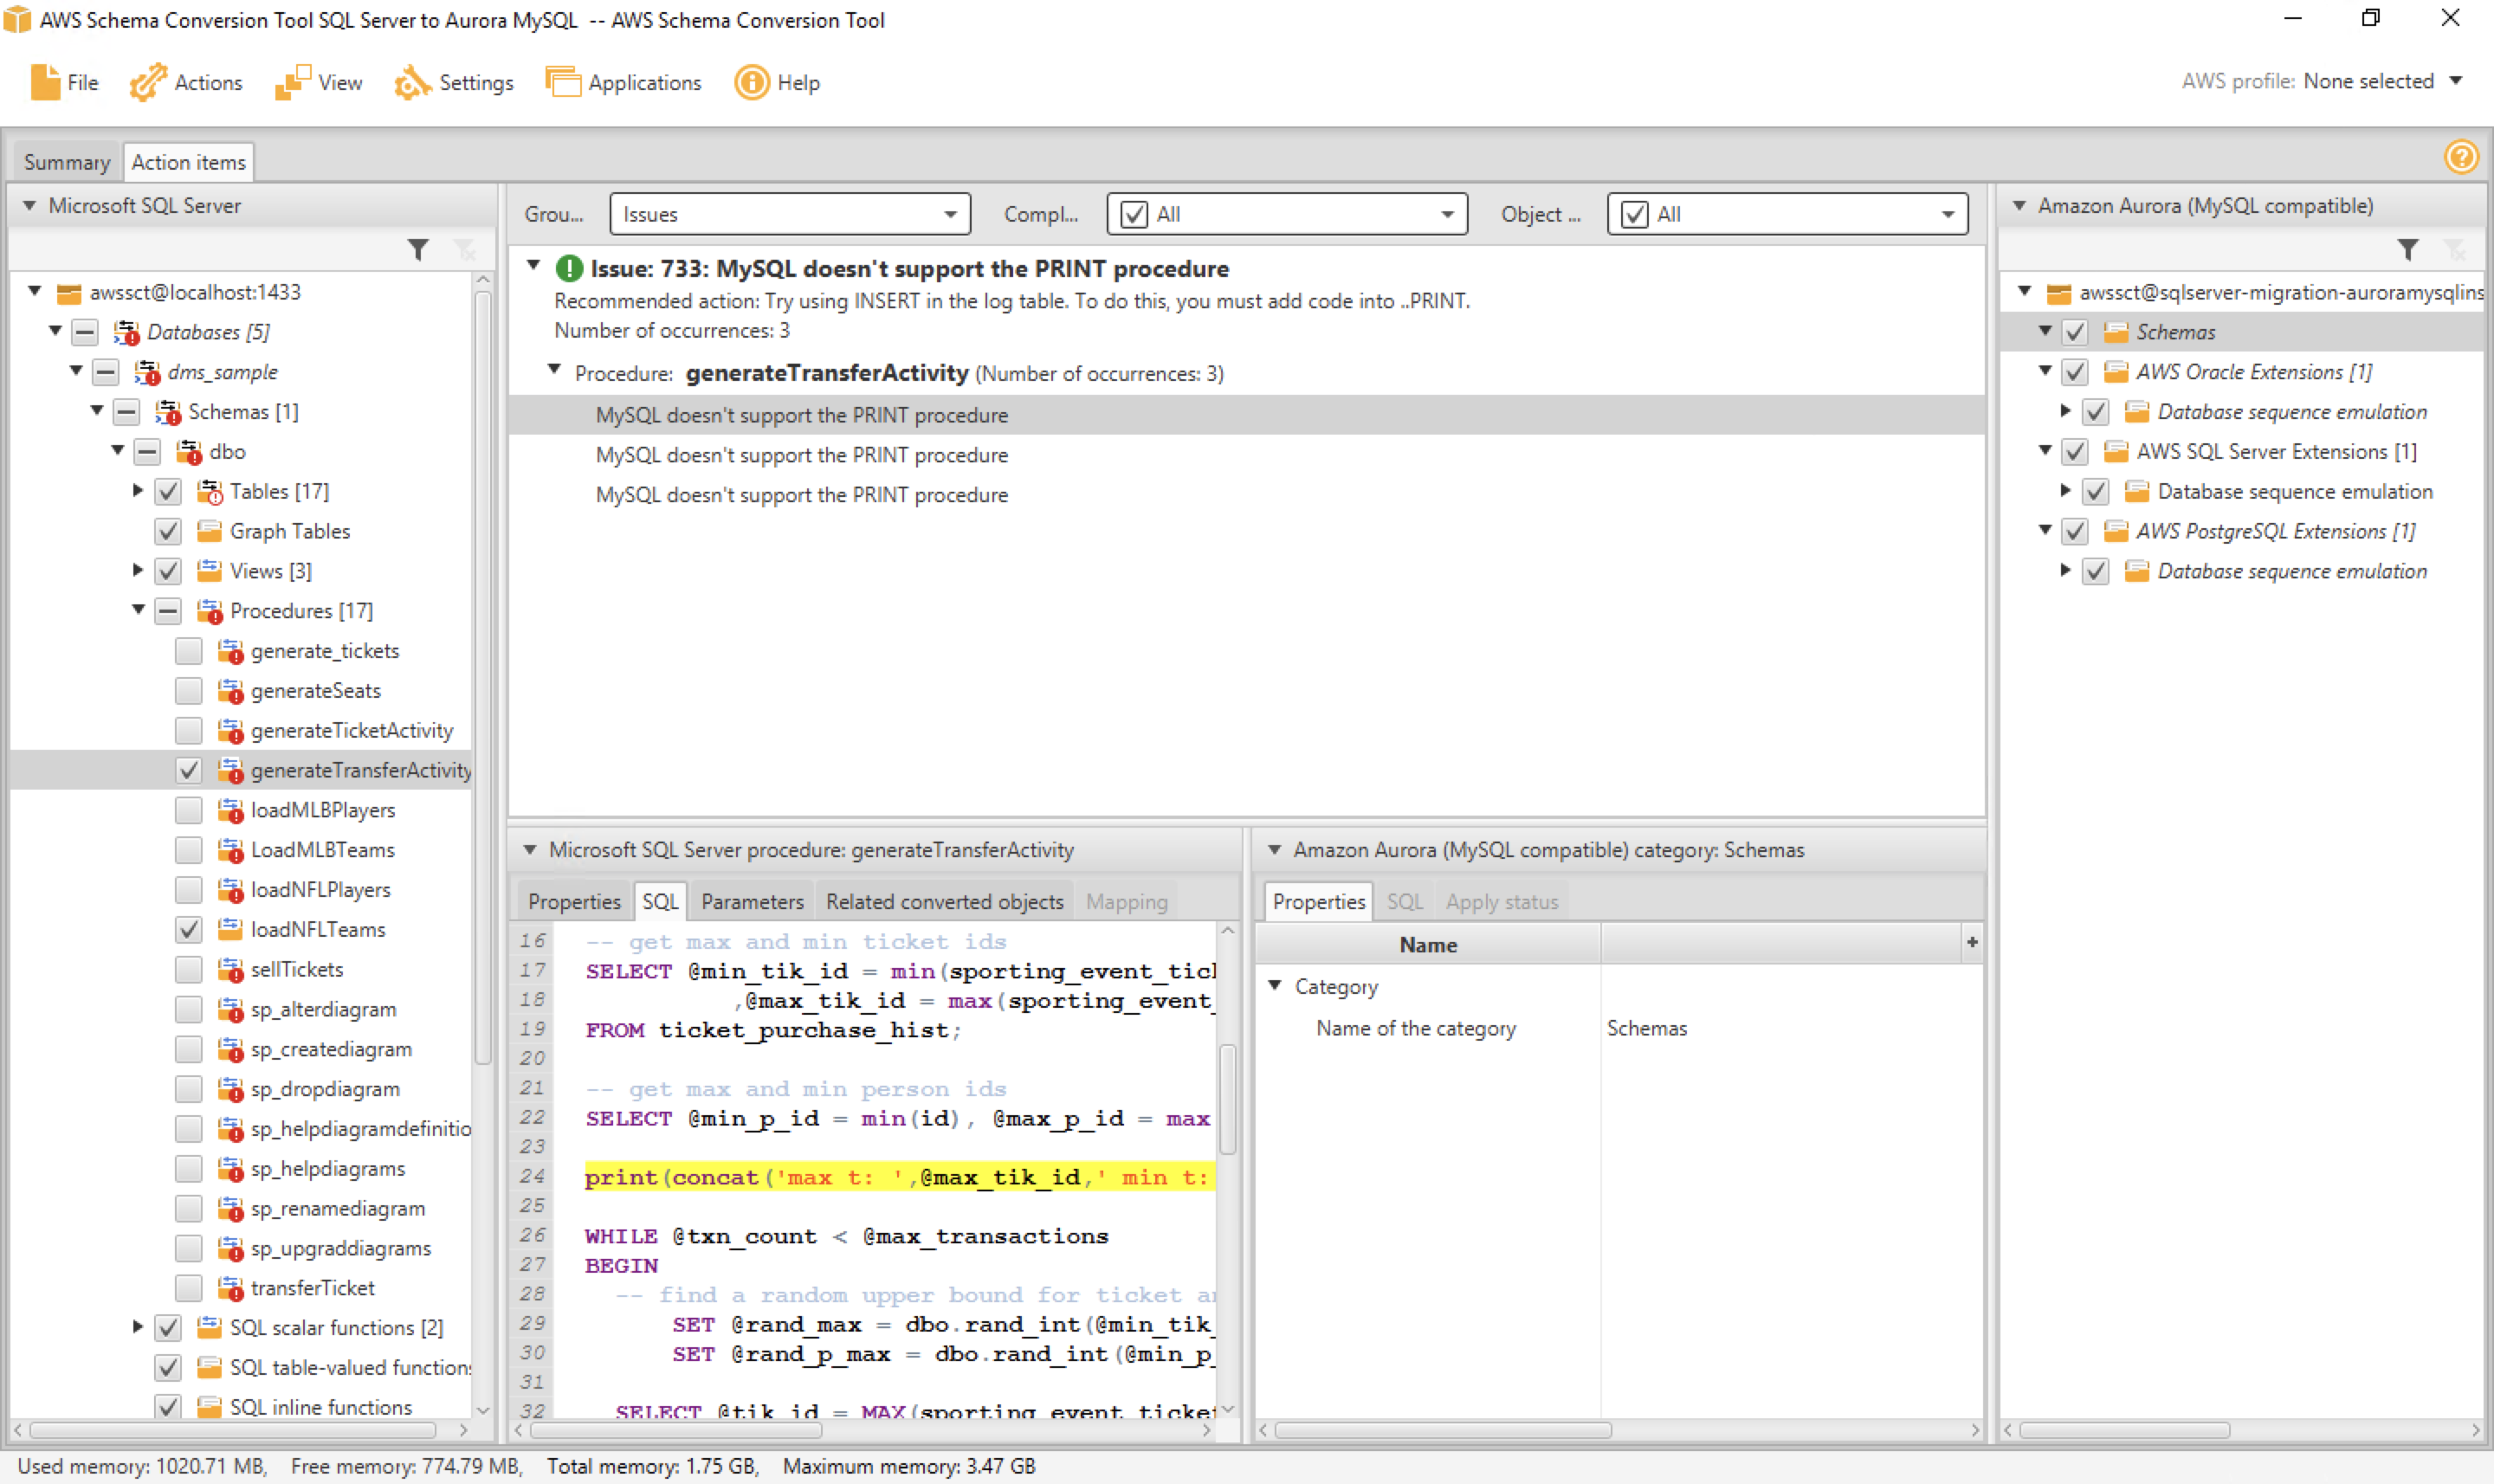 AWS Schema Conversion Tool SQL Server to Aurora MySQL -- AWS Schema Conversion Tool
File Actions View Settings Applications Help
AWS profile: None selected
Summary Action items
Microsoft SQL Server
awssct@localhost:1433
Databases [5]
dms_sample
Schemas [1]
dbo
Tables [17]
Graph Tables
Views [3]
Procedures [17]
generate_tickets
generateSeats
generateTicketActivity
generateTransferActivity
loadMLBPlayers
LoadMLBTeams
loadNFLPlayers
loadNFLTeams
sellTickets
sp_alterdiagram
sp_creatediagram
sp_dropdiagram
sp_helpdiagramdefinitio
sp_helpdiagrams
sp_renamediagram
sp_upgraddiagrams
transferTicket
SQL scalar functions [2]
SQL table-valued functions
SQL inline functions
Grou... Issues Compl... All Object ... All
Issue: 733: MySQL doesn't support the PRINT procedure
Recommended action: Try using INSERT in the log table. To do this, you must add code into ..PRINT.
Number of occurrences: 3
Procedure: generateTransferActivity (Number of occurrences: 3)
MySQL doesn't support the PRINT procedure
MySQL doesn't support the PRINT procedure
MySQL doesn't support the PRINT procedure
Microsoft SQL Server procedure: generateTransferActivity
Properties SQL Parameters Related converted objects Mapping
16 -- get max and min ticket ids
17 SELECT @min_tik_id = min(sporting_event_tic
18 ,@max_tik_id = max(sporting_event_
19 FROM ticket_purchase_hist;
20
21 -- get max and min person ids
22 SELECT @min_p_id = min(id), @max_p_id = max
23
24 print(concat('max t: ',@max_tik_id,' min t:
25
26 WHILE @txn_count < @max_transactions
27 BEGIN
28 -- find a random upper bound for ticket a
29 SET @rand_max = dbo.rand_int(@min_tik_
30 SET @rand_p_max = dbo.rand_int(@min_p_
31
32 SELECT @tik_id = MAX(sporting_event_ticke
Amazon Aurora (MySQL compatible) category: Schemas
Properties SQL Apply status
Name +
Category
Name of the category Schemas
Amazon Aurora (MySQL compatible)
awssct@sqlserver-migration-auroramysqlins
Schemas
AWS Oracle Extensions [1]
Database sequence emulation
AWS SQL Server Extensions [1]
Database sequence emulation
AWS PostgreSQL Extensions [1]
Database sequence emulation
Used memory: 1020.71 MB, Free memory: 774.79 MB, Total memory: 1.75 GB, Maximum memory: 3.47 GB